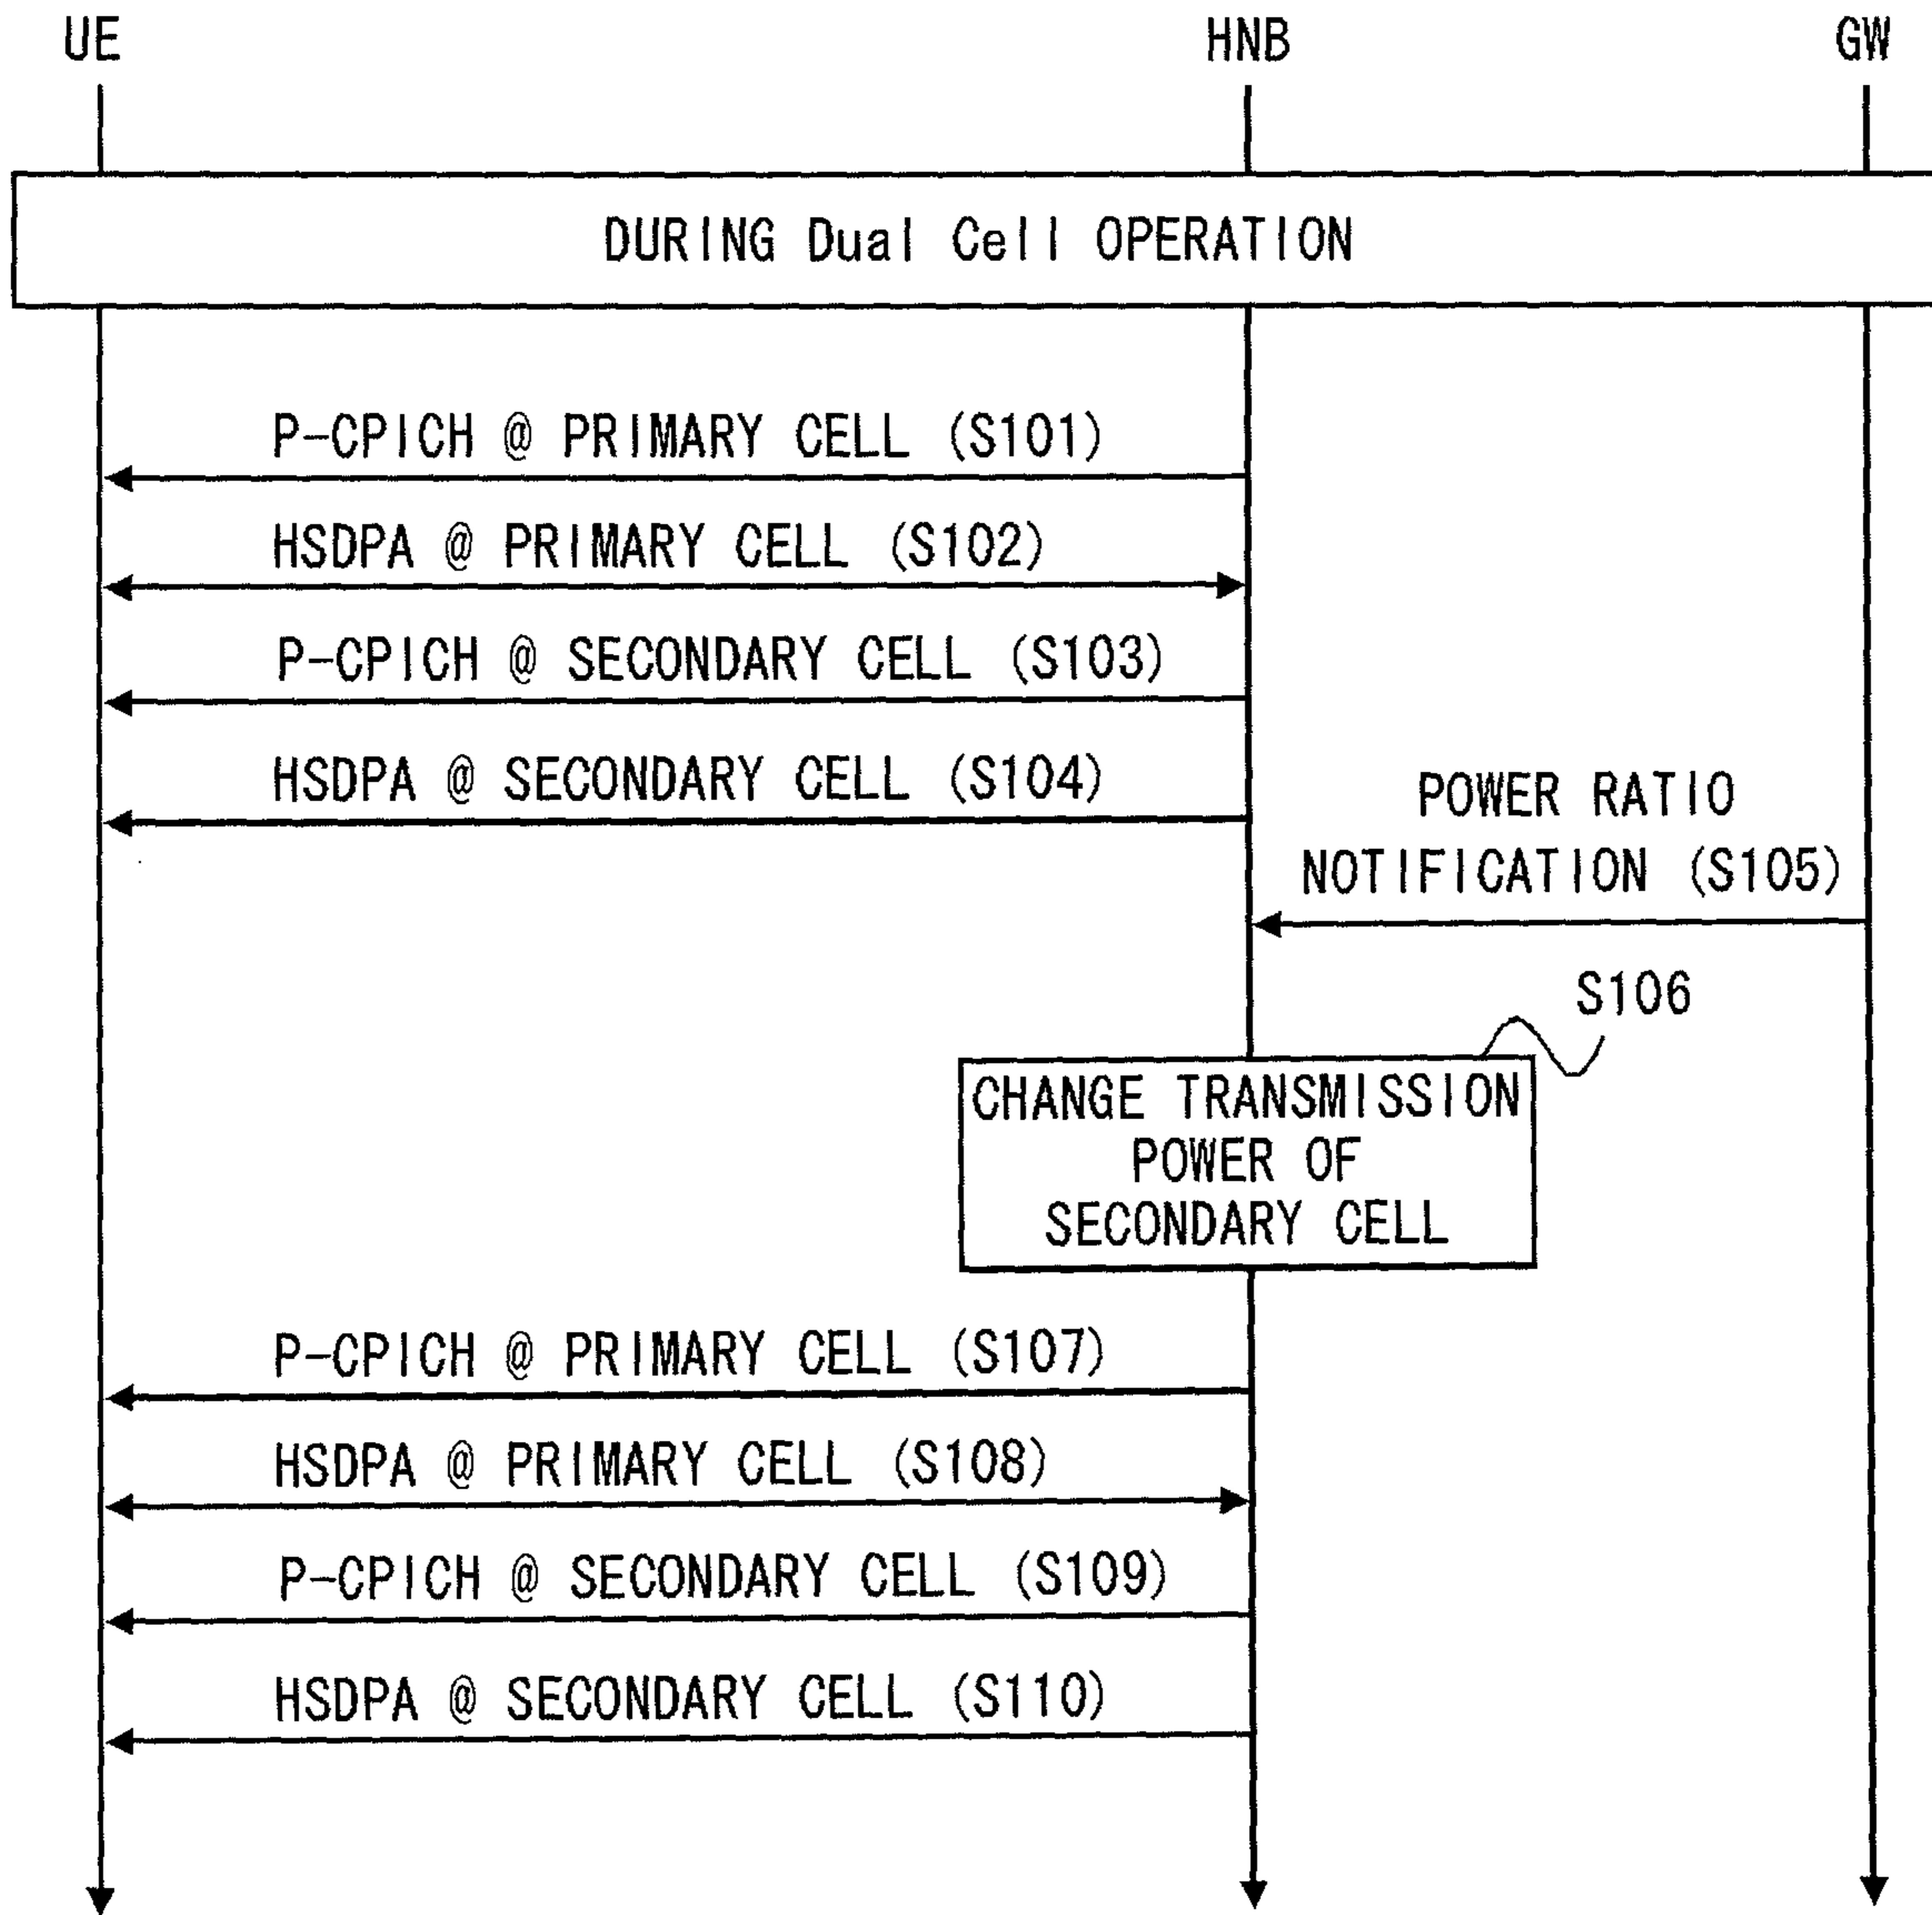 UE HNB GW
DURING Dual Cell OPERATION
P-CPICH @ PRIMARY CELL (S101)
HSDPA @ PRIMARY CELL (S102)
P-CPICH @ SECONDARY CELL (S103)
HSDPA @ SECONDARY CELL (S104)
POWER RATIO
NOTIFICATION (S105)
S106
CHANGE TRANSMISSION
POWER OF
SECONDARY CELL
P-CPICH @ PRIMARY CELL (S107)
HSDPA @ PRIMARY CELL (S108)
P-CPICH @ SECONDARY CELL (S109)
HSDPA @ SECONDARY CELL (S110)